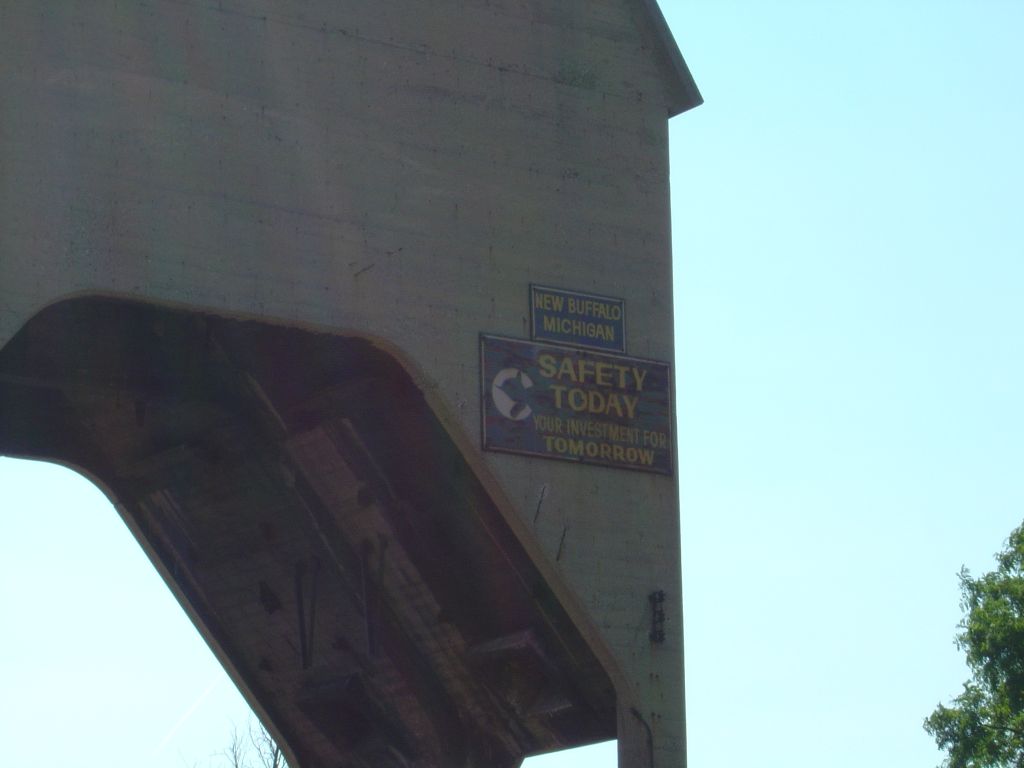 NEW BUFFALO
MICHIGAN
SAFETY
TODAY
YOUR INVESTMENT FOR
TOMORROW